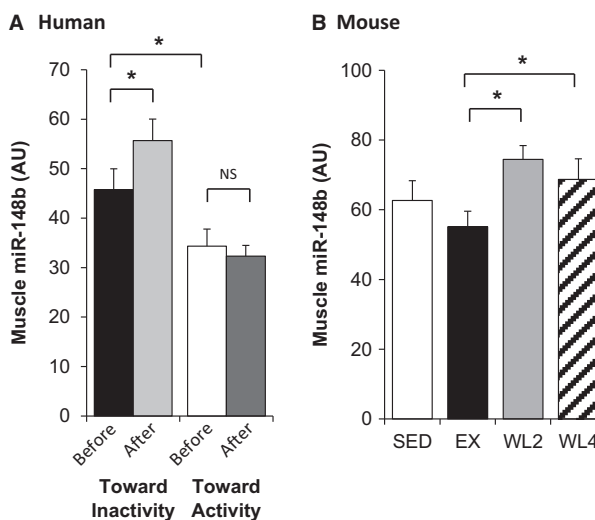 A Human
Muscle miR-148b (AU)
70
60
50
40
30
20
10
0
*
*
NS
Before
After
Before
After
Toward
Inactivity
Toward
Activity
B Mouse
Muscle miR-148b (AU)
100
80
60
40
20
0
*
*
SED EX WL2 WL4